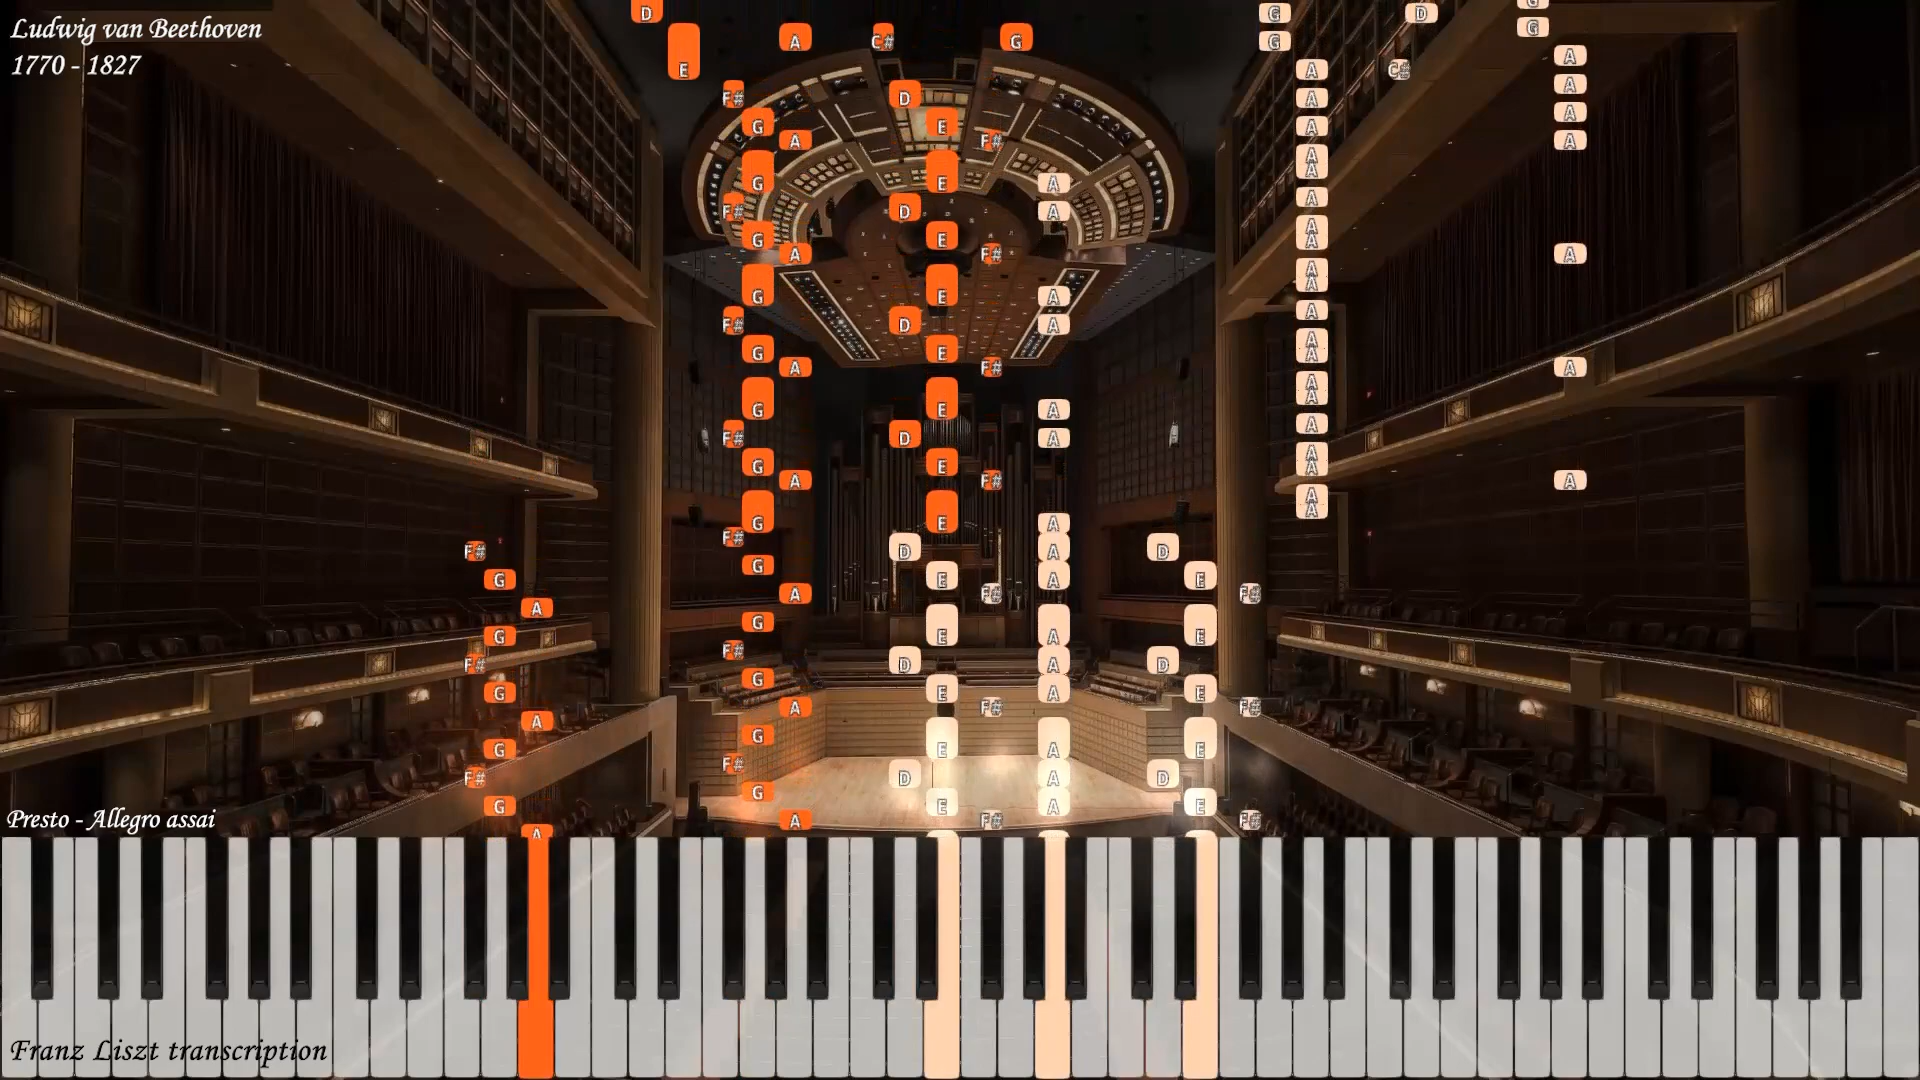 Ludwig van Beethoven
1770 - 1827
D D G
E A C# G G G
A C# A
F# D A A
G E A A
A F# A A
G E A A
F# D A A
G E A
A F# A A
G E A A
F# D A
G E A
A F# A A
G E A A
F# D A A
G E A
A F# A
G E A A
F# D A D
G E A E
A F# F#
G E A E
F# D A D
G E A E
A F# F#
G E A E
F# D A D
G E A E
A F# F#
A
Presto - Allegro assai
Franz Liszt transcription